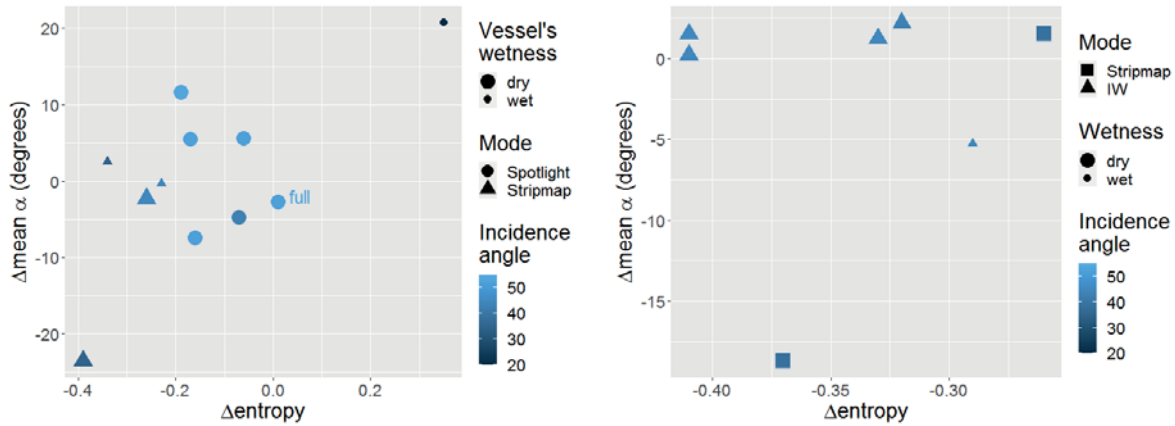 20
10
0
-10
-20
-0.4
-0.2
0.0
0.2
Δmean α (degrees)
Δentropy
full
Vessel's
wetness
dry
wet
Mode
Spotlight
Stripmap
Incidence
angle
50
40
30
20
0
-5
-10
-15
-0.40
-0.35
-0.30
Δmean α (degrees)
Δentropy
Mode
Stripmap
IW
Wetness
dry
wet
Incidence
angle
50
40
30
20